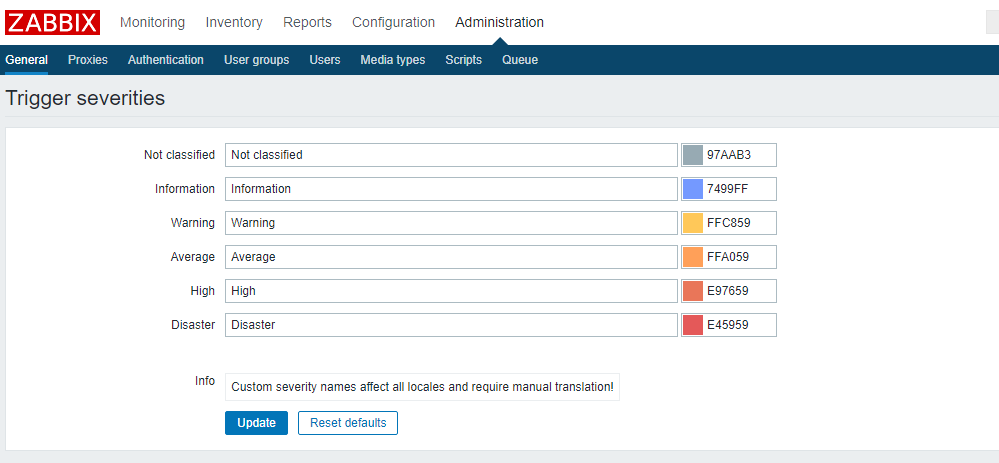 ZABBIX Monitoring Inventory Reports Configuration Administration
General Proxies Authentication User groups Users Media types Scripts Queue
Trigger severities
Not classified Not classified 97AAB3
Information Information 7499FF
Warning Warning FFC859
Average Average FFA059
High High E97659
Disaster Disaster E45959
Info Custom severity names affect all locales and require manual translation!
Update Reset defaults